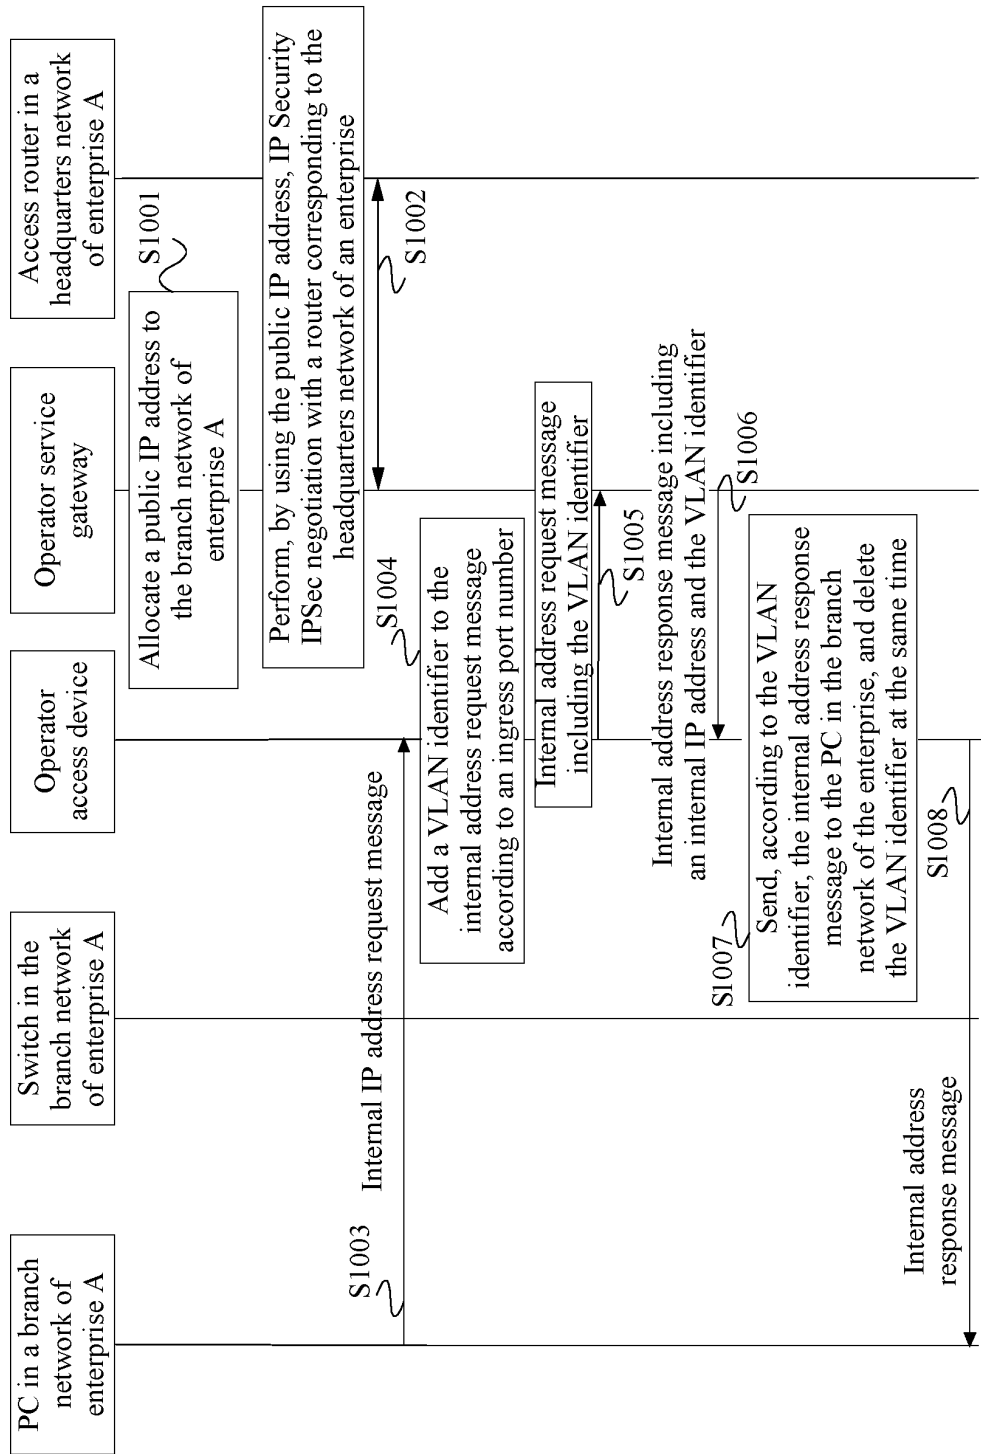 PC in a branch
network of
enterprise A
Switch in the
branch network
of enterprise A
Operator
access device
Operator service
gateway
Access router in a
headquarters network
of enterprise A
Allocate a public IP address to
the branch network of
enterprise A
S1001
Perform, by using the public IP address, IP Security
IPSec negotiation with a router corresponding to the
headquarters network of an enterprise
S1002
S1003
Internal IP address request message
S1004
Add a VLAN identifier to the
internal address request message
according to an ingress port number
Internal address request message
including the VLAN identifier
S1005
Internal address response message including
an internal IP address and the VLAN identifier
S1006
S1007
Send, according to the VLAN
identifier, the internal address response
message to the PC in the branch
network of the enterprise, and delete
the VLAN identifier at the same time
Internal address
response message
S1008